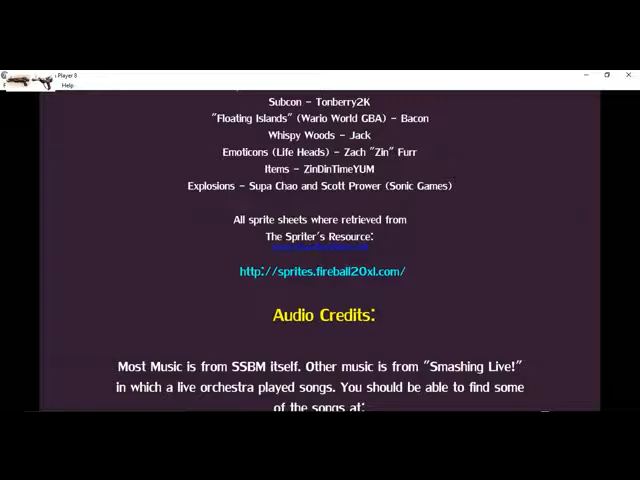 Player 8
Help
Subcon - Tonberry2K
"Floating Islands" (Wario World GBA) - Bacon
Whispy Woods - Jack
Emoticons (Life Heads) - Zach "Zin" Furr
Items - ZinDinTimeYUM
Explosions - Supa Chao and Scott Prower (Sonic Games)
All sprite sheets where retrieved from
The Spriter's Resource:
http://sprites.fireball20xl.com/
Audio Credits:
Most Music is from SSBM itself. Other music is from "Smashing Live!"
in which a live orchestra played songs. You should be able to find some
of the songs at: